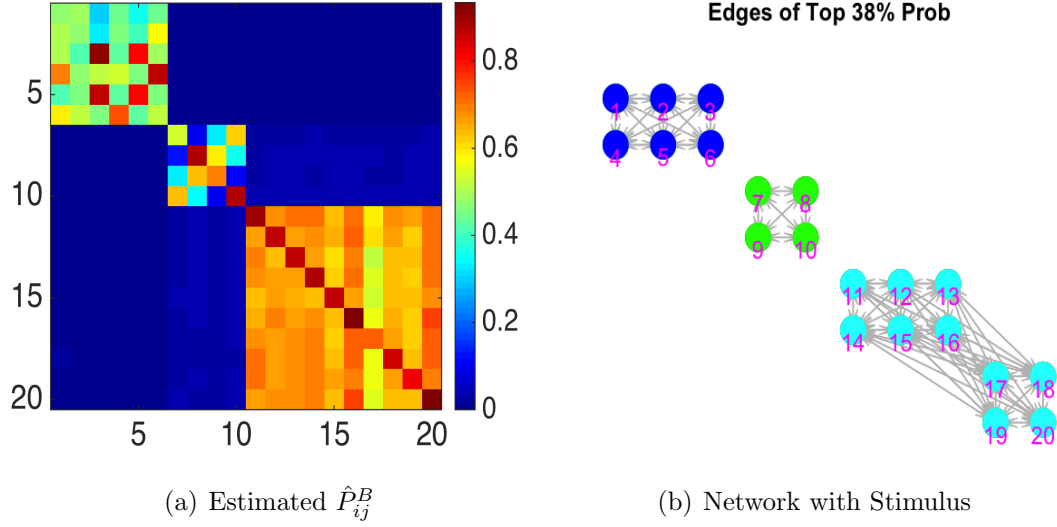 Edges of Top 38% Prob
5
10
15
20
5
10
15
20
0.8
0.6
0.4
0.2
0
1 2 3
4 5 6
7 8
9 10
11 12 13
14 15 16
17 18
19 20
(a) Estimated P̂ᴮᵢⱼ
(b) Network with Stimulus